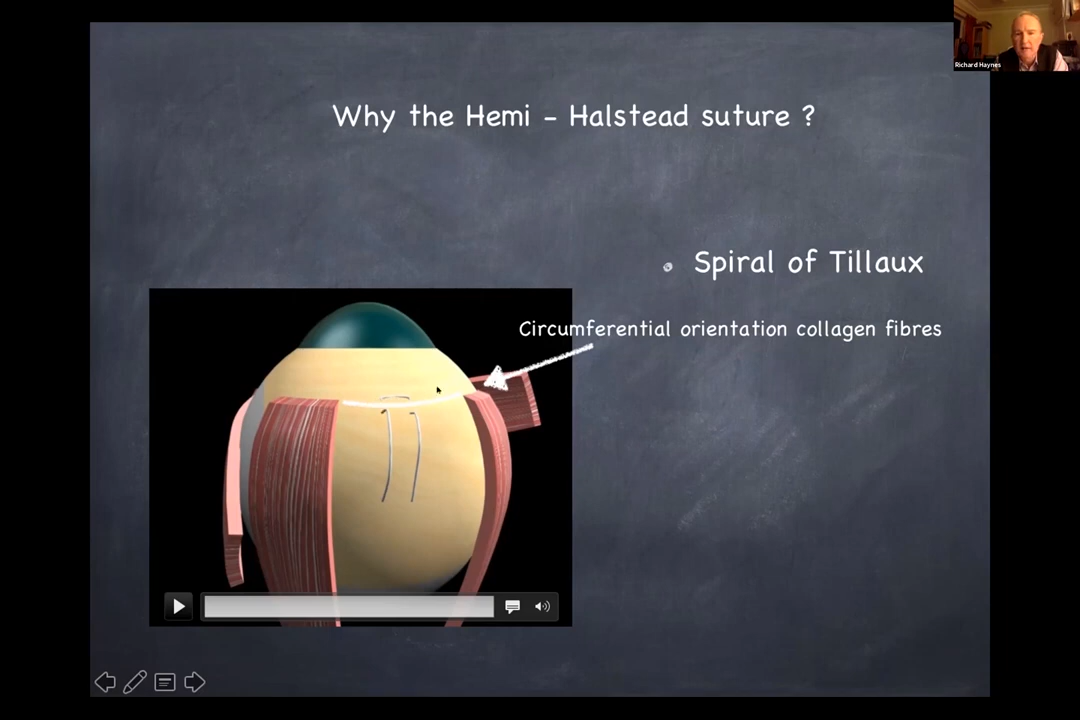 Richard Haynes
Why the Hemi - Halstead suture ?
Spiral of Tillaux
Circumferential orientation collagen fibres